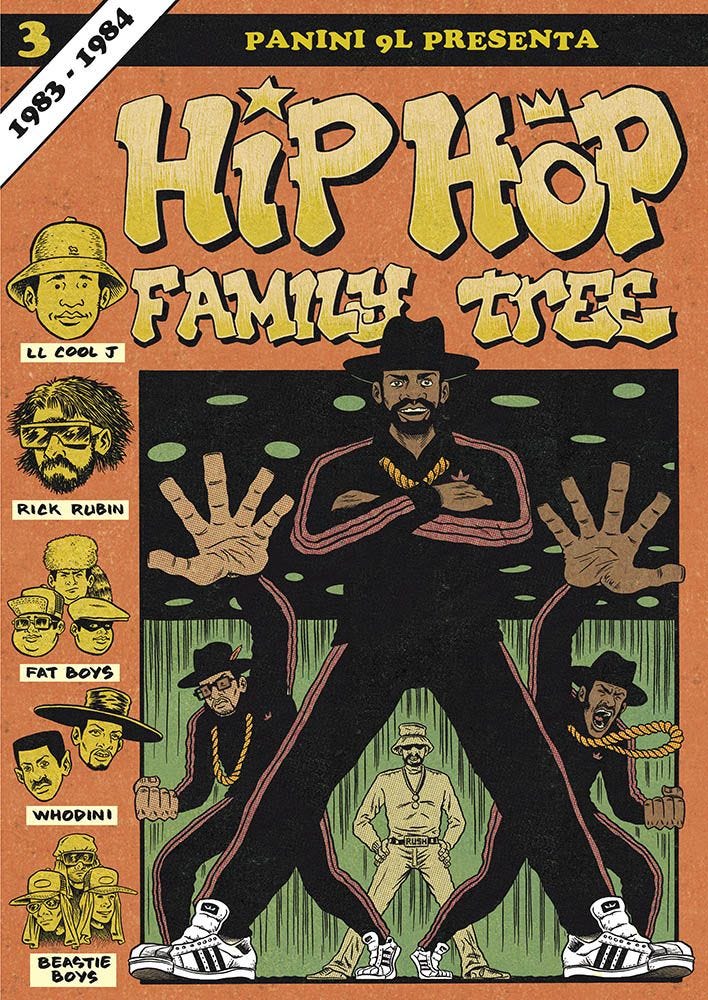 3
PANINI 9L PRESENTA
1983 - 1984
HiP HOP
FAMILY TREE
LL COOL J
RICK RUBIN
FAT BOYS
WHODINI
BEASTIE
BOYS
RUSH